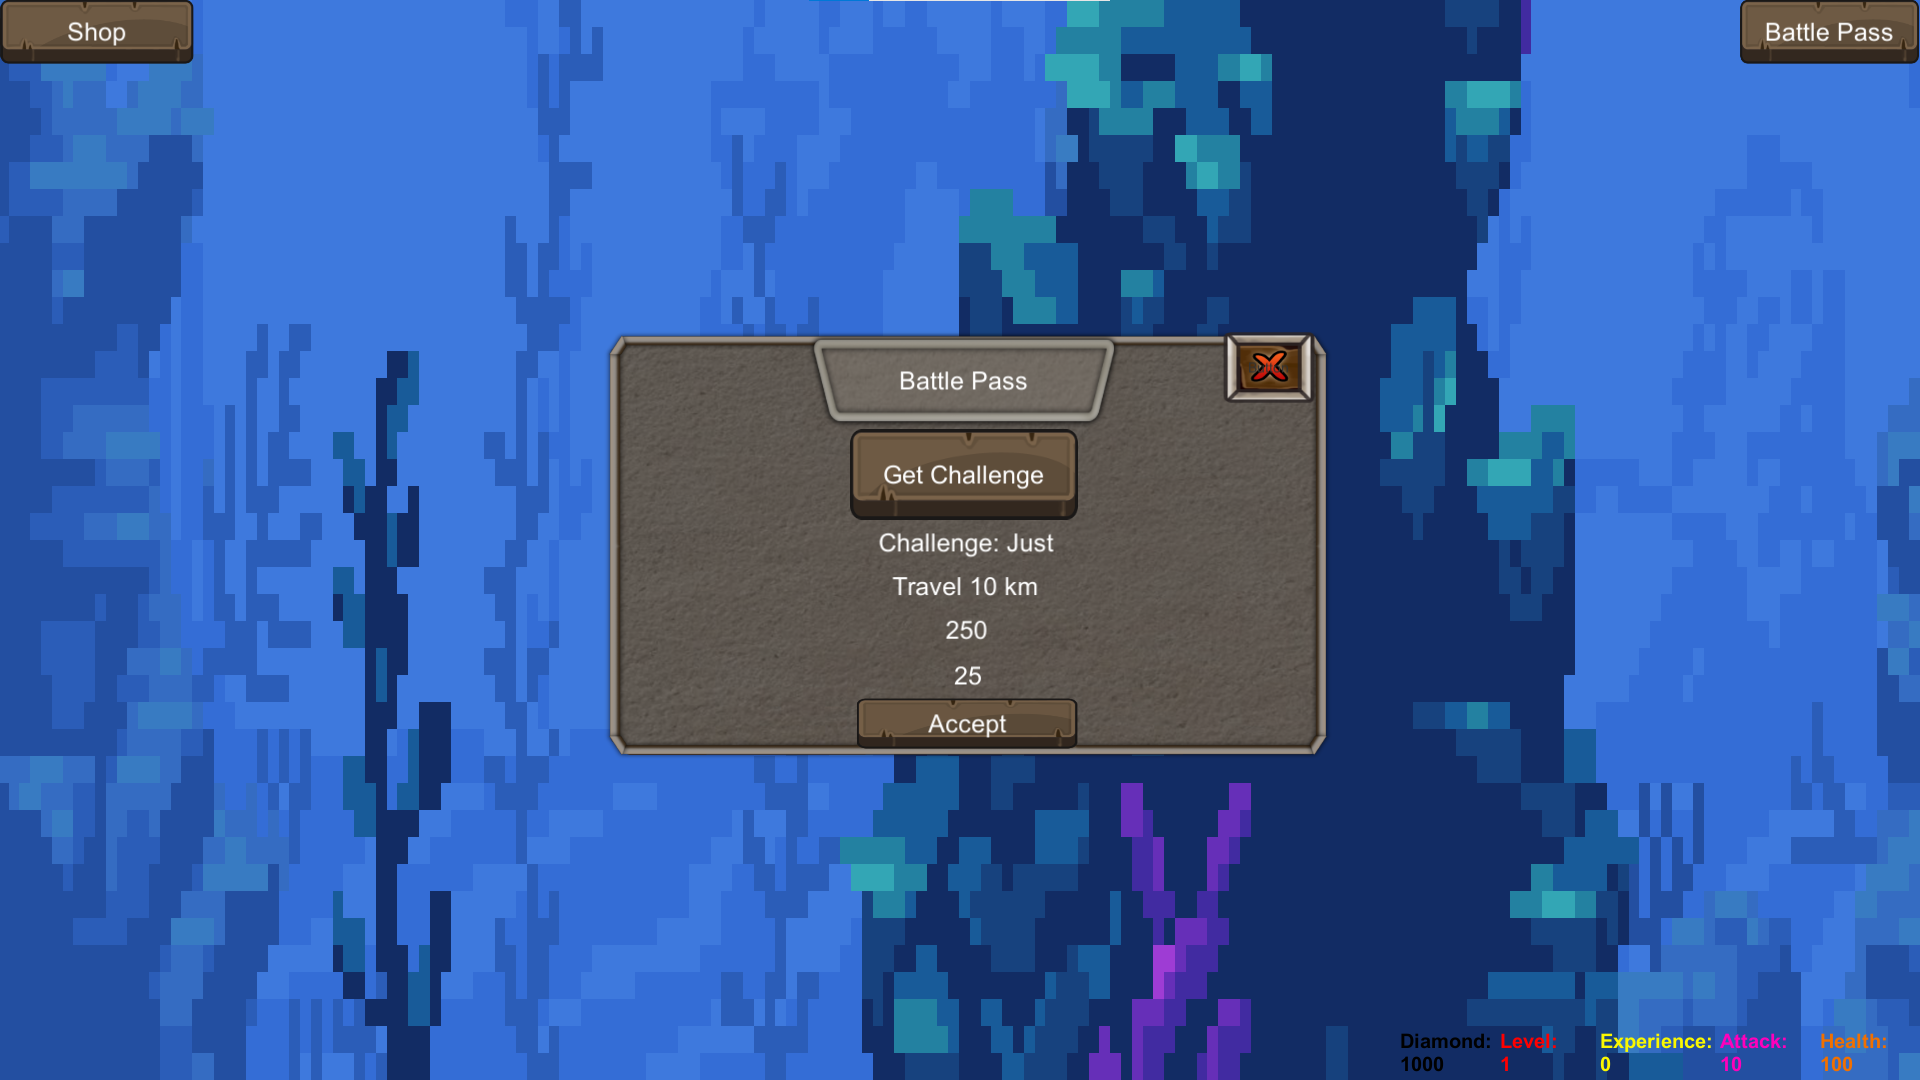 Shop
Battle Pass
Battle Pass
Get Challenge
Challenge: Just
Travel 10 km
250
25
Accept
Diamond: Level: Experience: Attack: Health:
1000 1 0 10 100